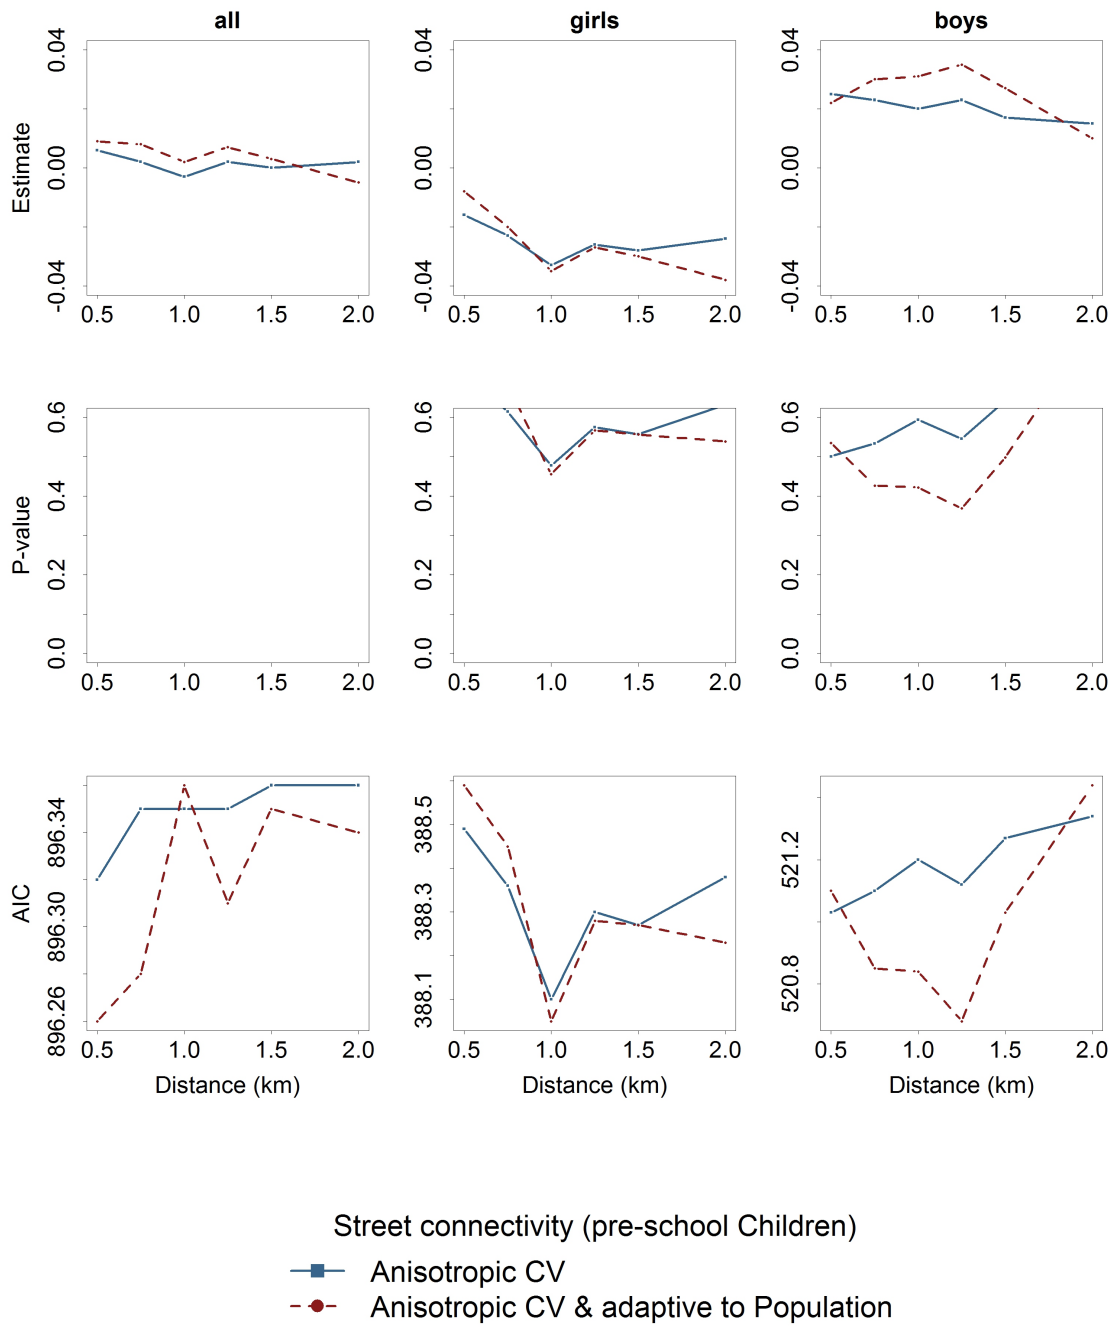 all girls boys
Estimate
0.04 0.00 -0.04
0.04 0.00 -0.04
0.04 0.00 -0.04
0.5 1.0 1.5 2.0
0.5 1.0 1.5 2.0
0.5 1.0 1.5 2.0
P-value
0.6 0.4 0.2 0.0
0.6 0.4 0.2 0.0
0.6 0.4 0.2 0.0
0.5 1.0 1.5 2.0
0.5 1.0 1.5 2.0
0.5 1.0 1.5 2.0
AIC
896.34 896.30 896.26
388.5 388.3 388.1
521.2 520.8
0.5 1.0 1.5 2.0
0.5 1.0 1.5 2.0
0.5 1.0 1.5 2.0
Distance (km) Distance (km) Distance (km)
Street connectivity (pre-school Children)
Anisotropic CV
Anisotropic CV & adaptive to Population